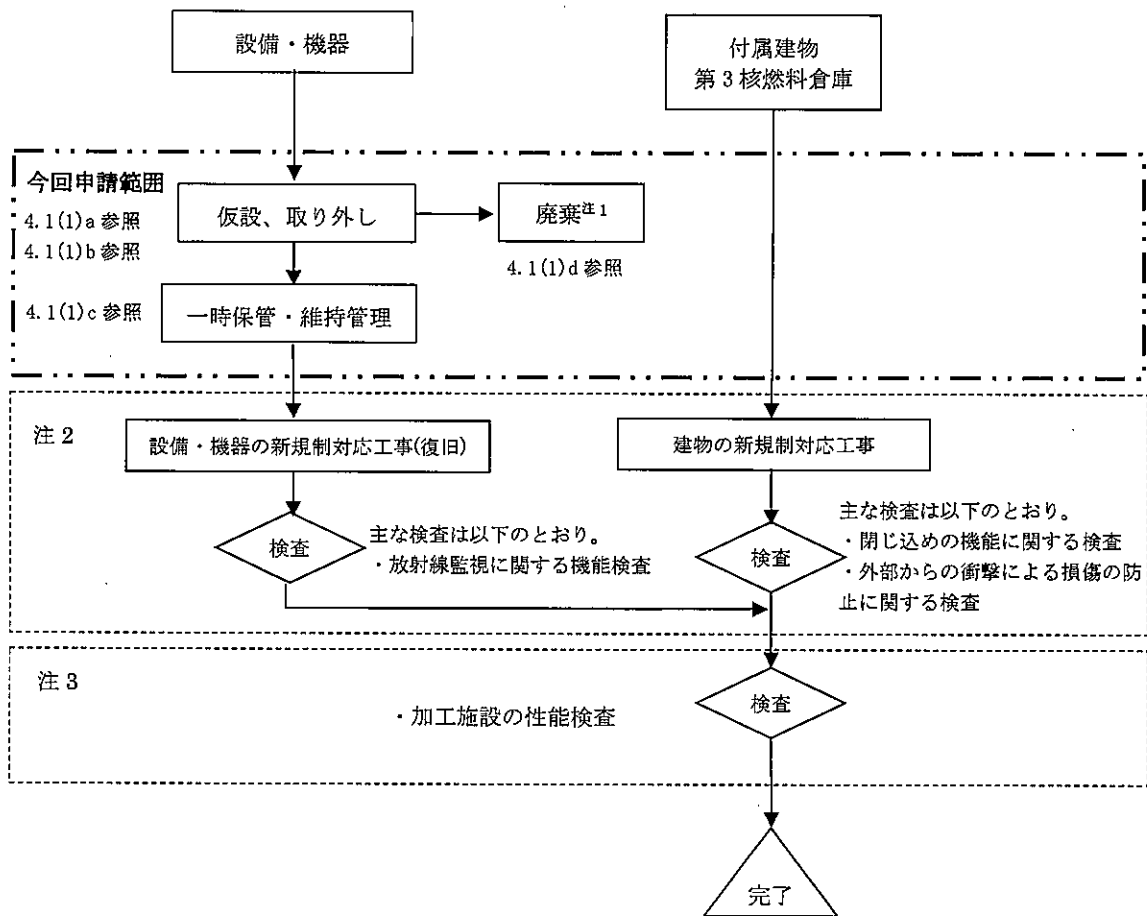 設備・機器
付属建物
第3核燃料倉庫
今回申請範囲
4.1(1)a 参照
4.1(1)b 参照
仮設、取り外し
廃棄注1
4.1(1)d 参照
4.1(1)c 参照
一時保管・維持管理
注2
設備・機器の新規制対応工事(復旧)
建物の新規制対応工事
検査
主な検査は以下のとおり。
・放射線監視に関する機能検査
検査
主な検査は以下のとおり。
・閉じ込めの機能に関する検査
・外部からの衝撃による損傷の防
止に関する検査
注3
・加工施設の性能検査
検査
完了